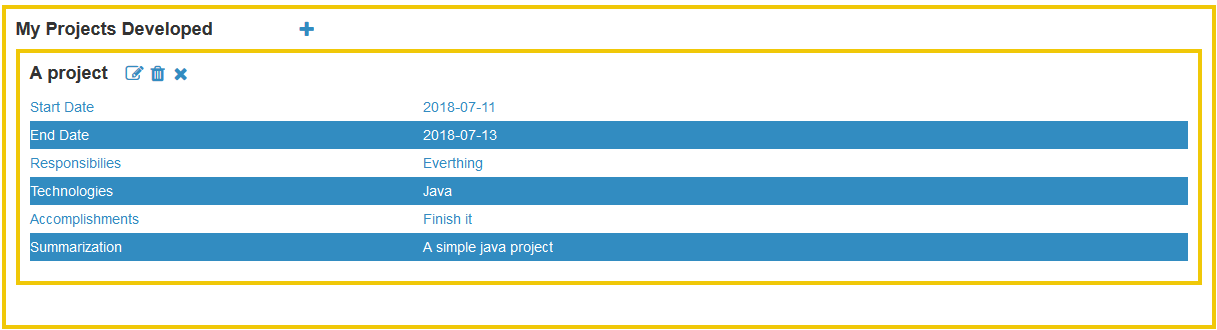 My Projects Developed
A project
Start Date 2018-07-11
End Date 2018-07-13
Responsibilies Everthing
Technologies Java
Accomplishments Finish it
Summarization A simple java project